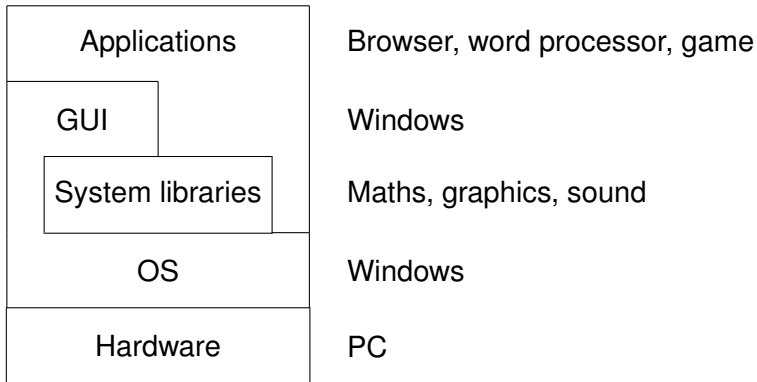 Applications Browser, word processor, game
GUI Windows
System libraries Maths, graphics, sound
OS Windows
Hardware PC